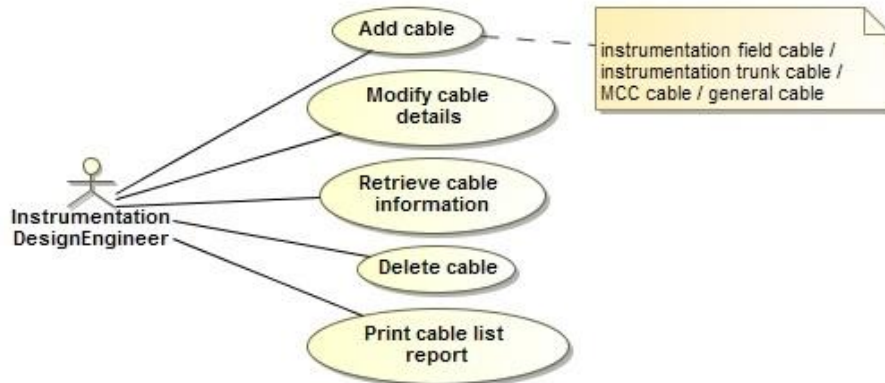 Add cable
instrumentation field cable /
instrumentation trunk cable /
MCC cable / general cable
Modify cable
details
Retrieve cable
information
Instrumentation
DesignEngineer
Delete cable
Print cable list
report